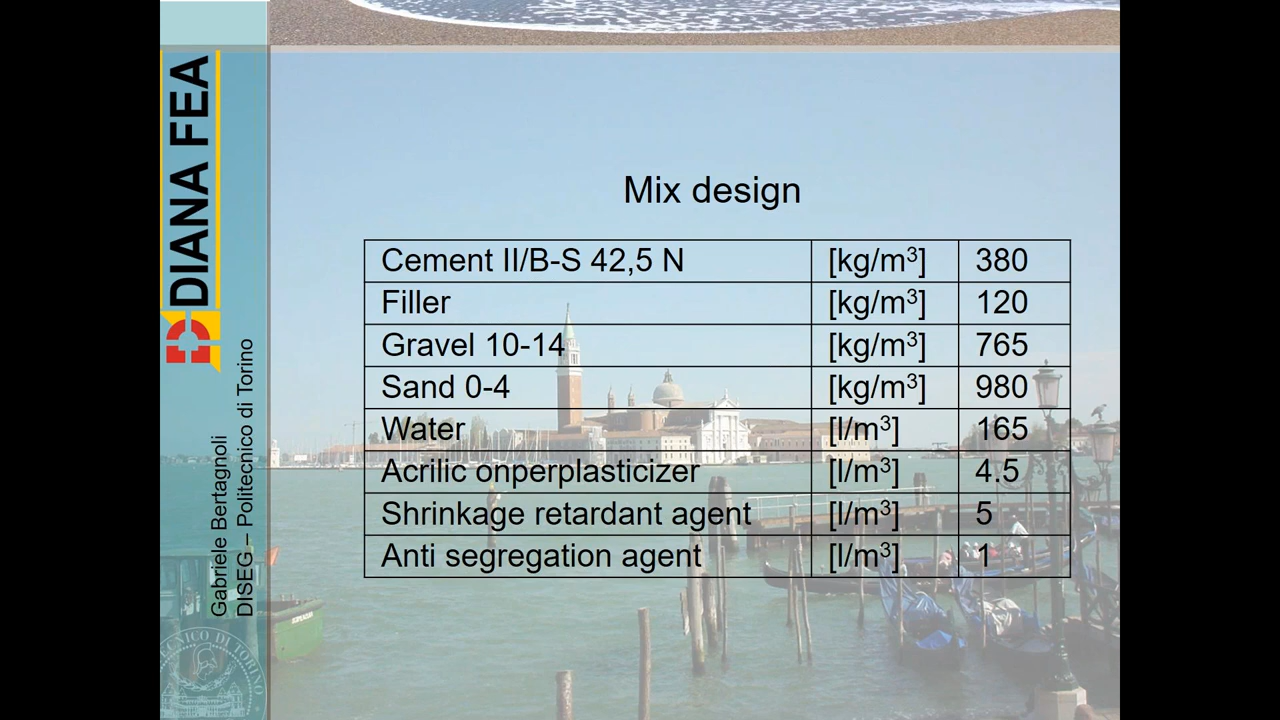 DIANA FEA
Gabriele Bertagnoli
DISEG – Politecnico di Torino
Mix design
Cement II/B-S 42,5 N [kg/m³] 380
Filler [kg/m³] 120
Gravel 10-14 [kg/m³] 765
Sand 0-4 [kg/m³] 980
Water [l/m³] 165
Acrilic onperplasticizer [l/m³] 4.5
Shrinkage retardant agent [l/m³] 5
Anti segregation agent [l/m³] 1